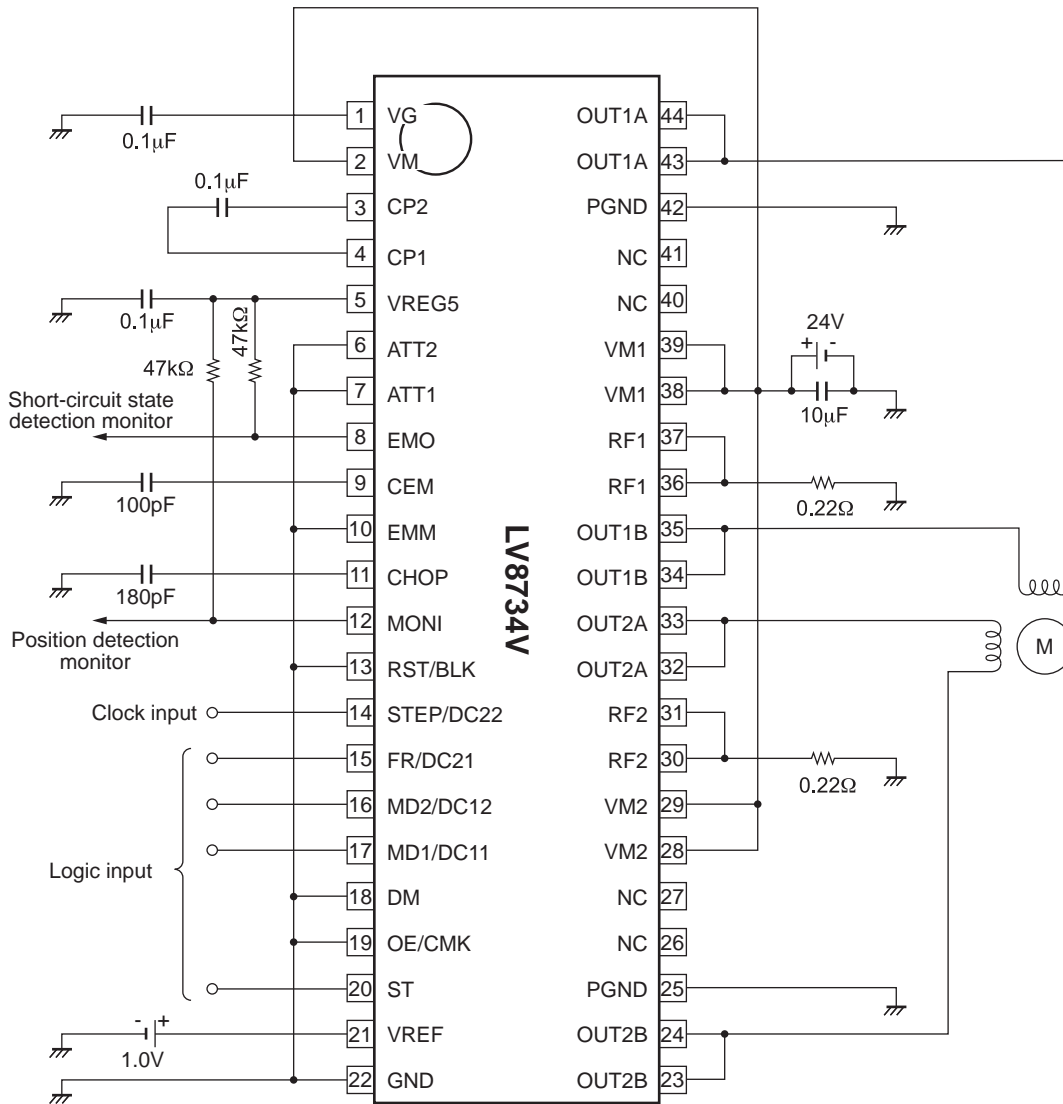 0.1μF
1 VG OUT1A 44
2 VM OUT1A 43
0.1μF
3 CP2 PGND 42
4 CP1 NC 41
0.1μF
5 VREG5 NC 40
47kΩ
47kΩ
24V
+ -
6 ATT2 VM1 39
7 ATT1 VM1 38
10μF
Short-circuit state
detection monitor
8 EMO RF1 37
9 CEM RF1 36
100pF
0.22Ω
10 EMM OUT1B 35
11 CHOP OUT1B 34
180pF
LV8734V
12 MONI OUT2A 33
Position detection
monitor
13 RST/BLK OUT2A 32
M
Clock input
14 STEP/DC22 RF2 31
15 FR/DC21 RF2 30
0.22Ω
16 MD2/DC12 VM2 29
17 MD1/DC11 VM2 28
Logic input
18 DM NC 27
19 OE/CMK NC 26
20 ST PGND 25
- +
21 VREF OUT2B 24
1.0V
22 GND OUT2B 23